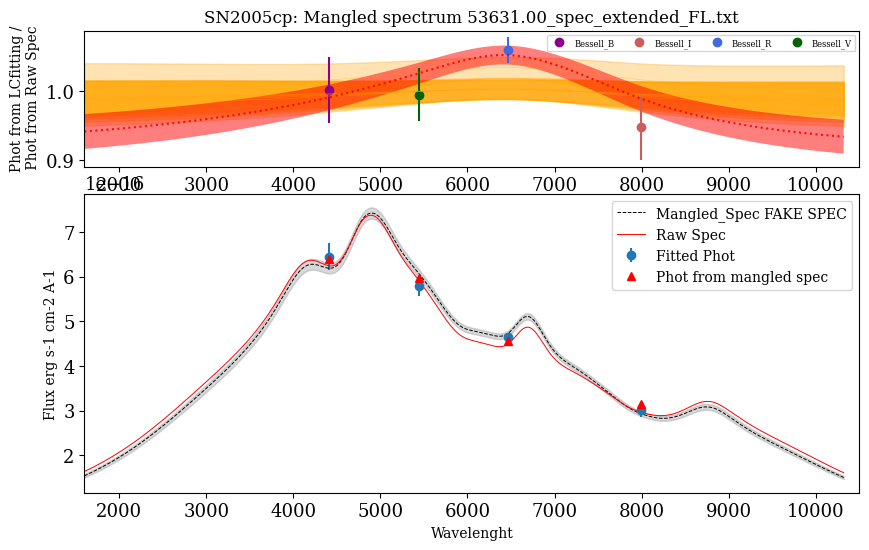 SN2005cp: Mangled spectrum 53631.00_spec_extended_FL.txt
Phot from LCfitting /
Phot from Raw Spec
1.0
0.9
Bessell_B Bessell_I Bessell_R Bessell_V
2000 3000 4000 5000 6000 7000 8000 9000 10000
1e−16
Flux erg s-1 cm-2 A-1
7
6
5
4
3
2
Mangled_Spec FAKE SPEC
Raw Spec
Fitted Phot
Phot from mangled spec
2000 3000 4000 5000 6000 7000 8000 9000 10000
Wavelenght